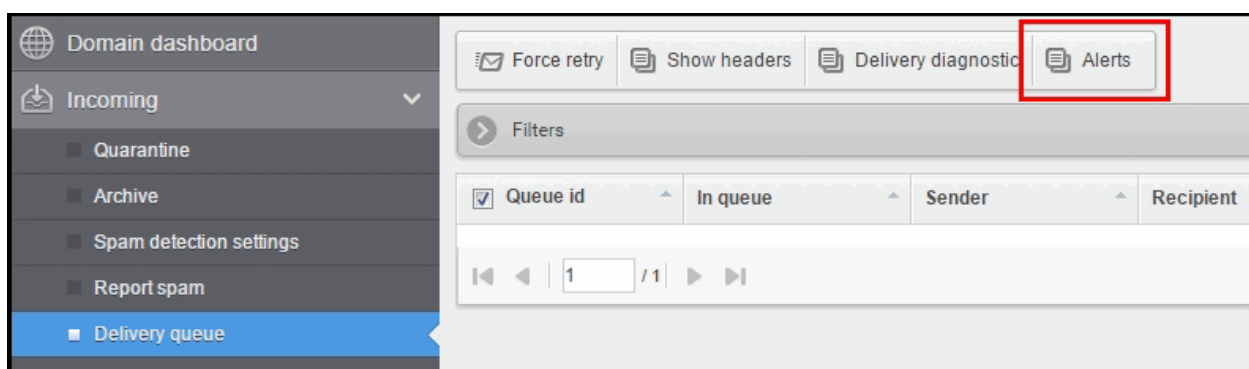 Domain dashboard
Incoming
Quarantine
Archive
Spam detection settings
Report spam
Delivery queue
Force retry Show headers Delivery diagnostic Alerts
Filters
Queue id In queue Sender Recipient
1 / 1